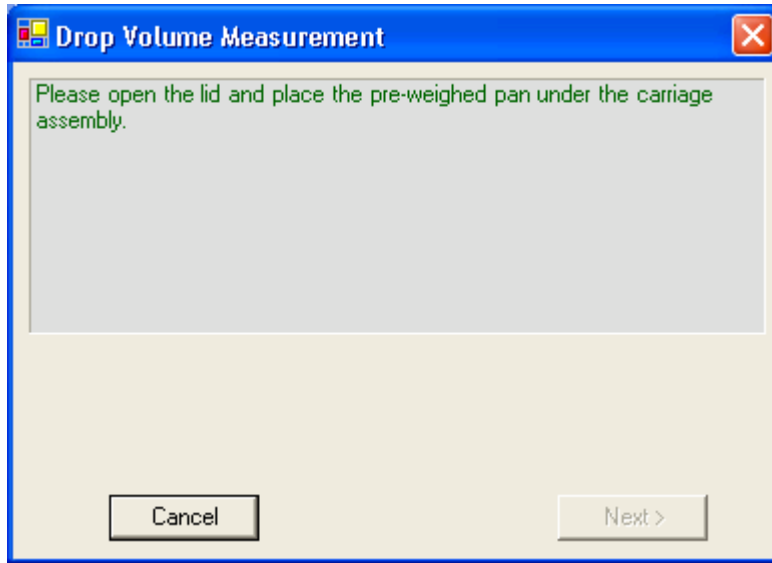 Drop Volume Measurement
Please open the lid and place the pre-weighed pan under the carriage
assembly.
Cancel
Next >